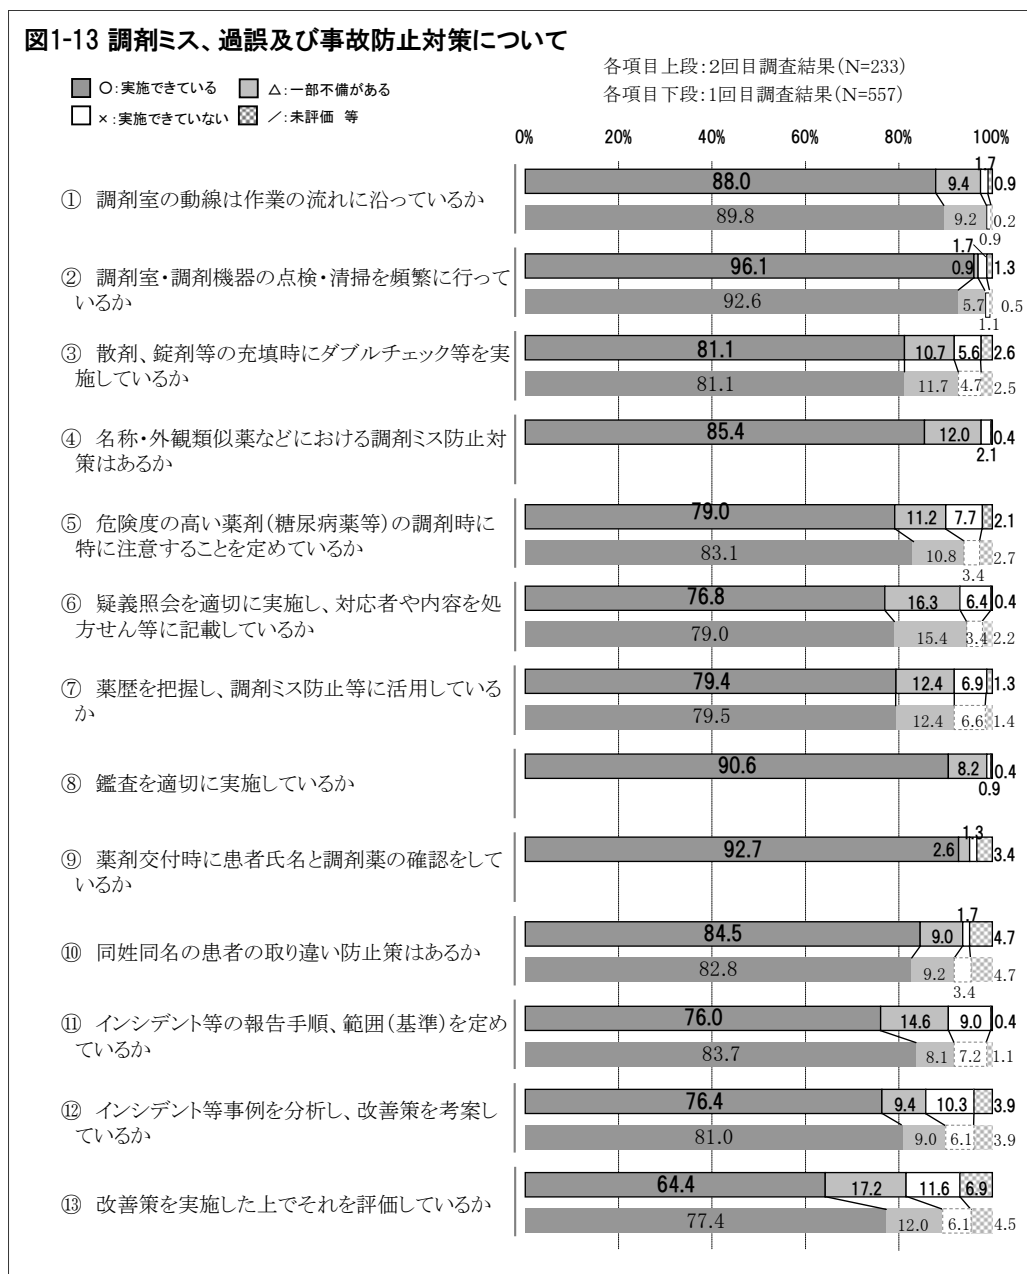 図1-13 調剤ミス、過誤及び事故防止対策について
○:実施できている △:一部不備がある
×:実施できていない ／:未評価 等
各項目上段:2回目調査結果(N=233)
各項目下段:1回目調査結果(N=557)
0% 20% 40% 60% 80% 100%
① 調剤室の動線は作業の流れに沿っているか
88.0 9.4 1.7 0.9
89.8 9.2 0.9 0.2
② 調剤室・調剤機器の点検・清掃を頻繁に行って
いるか
96.1 0.9 1.7 1.3
92.6 5.7 1.1 0.5
③ 散剤、錠剤等の充填時にダブルチェック等を実
施しているか
81.1 10.7 5.6 2.6
81.1 11.7 4.7 2.5
④ 名称・外観類似薬などにおける調剤ミス防止対
策はあるか
85.4 12.0 2.1 0.4
⑤ 危険度の高い薬剤(糖尿病薬等)の調剤時に
特に注意することを定めているか
79.0 11.2 7.7 2.1
83.1 10.8 3.4 2.7
⑥ 疑義照会を適切に実施し、対応者や内容を処
方せん等に記載しているか
76.8 16.3 6.4 0.4
79.0 15.4 3.4 2.2
⑦ 薬歴を把握し、調剤ミス防止等に活用している
か
79.4 12.4 6.9 1.3
79.5 12.4 6.6 1.4
⑧ 鑑査を適切に実施しているか
90.6 8.2 0.9 0.4
⑨ 薬剤交付時に患者氏名と調剤薬の確認をして
いるか
92.7 2.6 1.3 3.4
⑩ 同姓同名の患者の取り違い防止策はあるか
84.5 9.0 1.7 4.7
82.8 9.2 3.4 4.7
⑪ インシデント等の報告手順、範囲(基準)を定め
ているか
76.0 14.6 9.0 0.4
83.7 8.1 7.2 1.1
⑫ インシデント等事例を分析し、改善策を考案し
ているか
76.4 9.4 10.3 3.9
81.0 9.0 6.1 3.9
⑬ 改善策を実施した上でそれを評価しているか
64.4 17.2 11.6 6.9
77.4 12.0 6.1 4.5